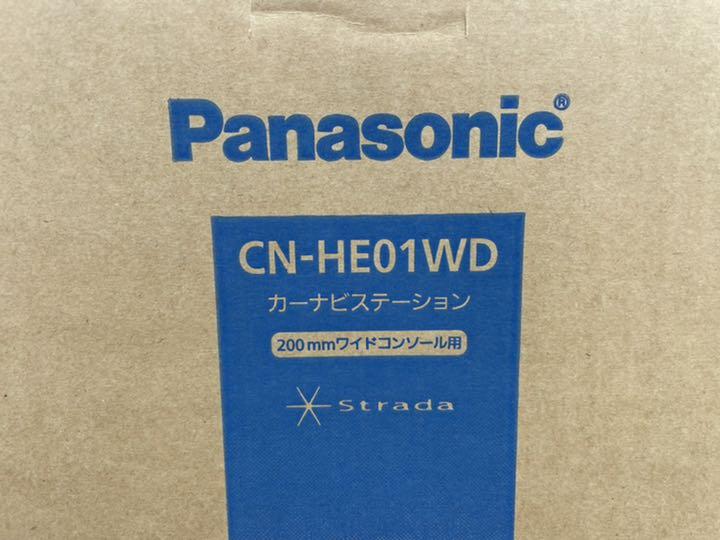 Panasonic®
CN-HE01WD
カーナビステーション
200mmワイドコンソール用
Strada